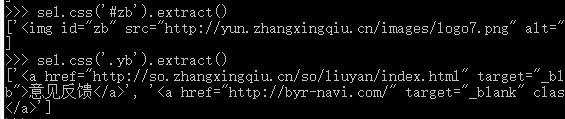 >>> sel.css('#zb').extract()
['<img id="zb" src="http://yun.zhangxingqiu.cn/images/logo7.png" alt="
]
>>> sel.css('.yb').extract()
['<a href="http://so.zhangxingqiu.cn/so/liuyan/index.html" target="_bl
b">意见反馈</a>', '<a href="http://byr-navi.com/" target="_blank" clas
</a>']